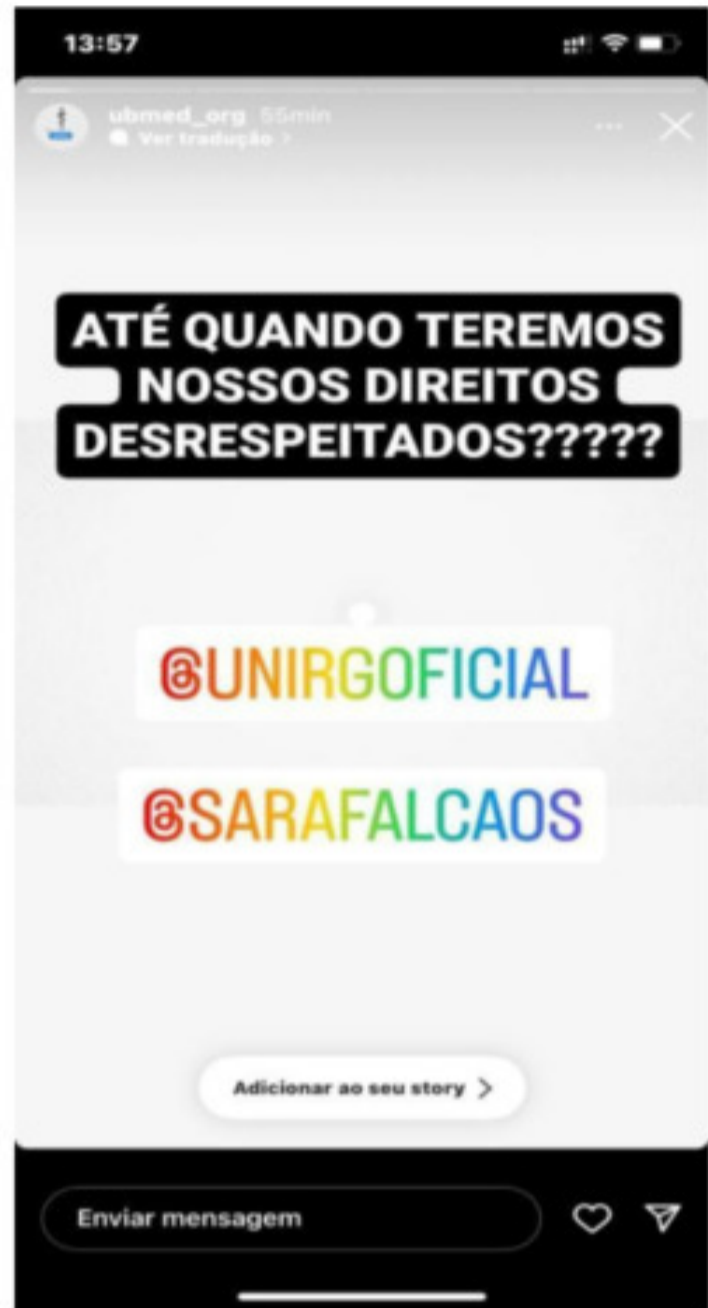 13:57
ubmed_org 55min
Ver tradução >
ATÉ QUANDO TEREMOS
NOSSOS DIREITOS
DESRESPEITADOS?????
@UNIRGOFICIAL
@SARAFALCAOS
Adicionar ao seu story >
Enviar mensagem